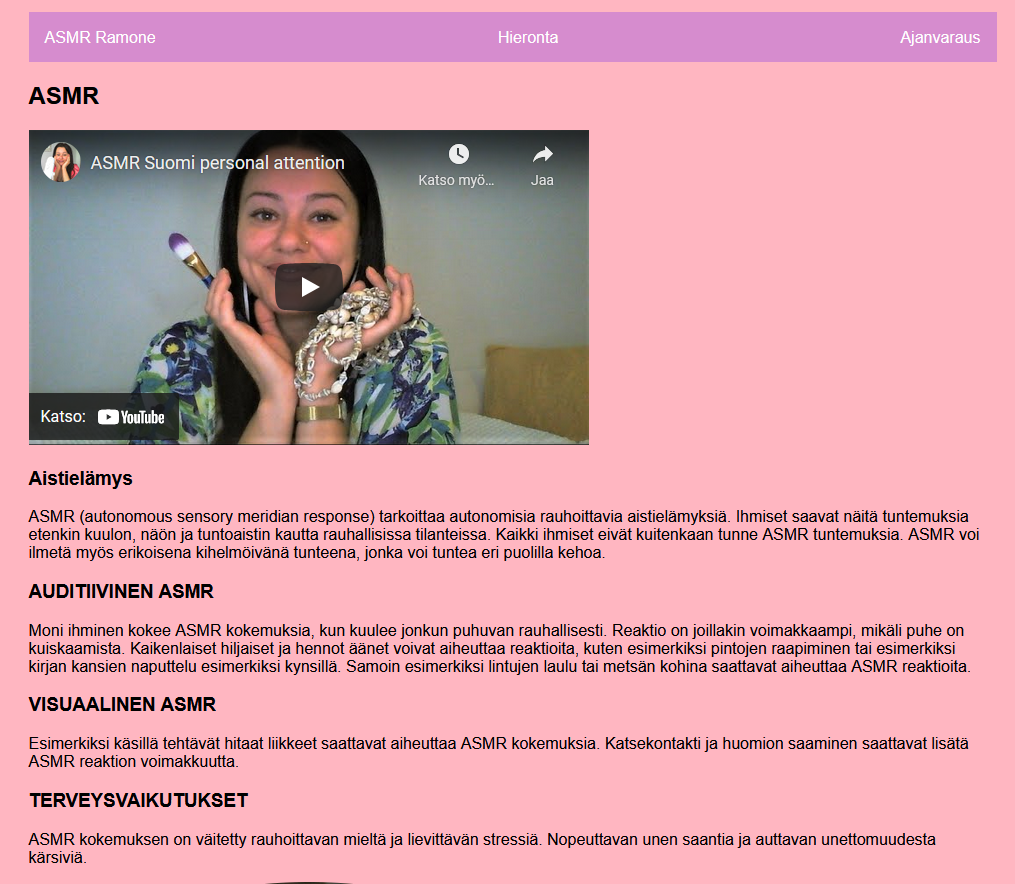 ASMR Ramone
Hieronta
Ajanvaraus
ASMR
ASMR Suomi personal attention
Katso myö...
Jaa
Katso: YouTube
Aistielämys
ASMR (autonomous sensory meridian response) tarkoittaa autonomisia rauhoittavia aistielämyksiä. Ihmiset saavat näitä tuntemuksia
etenkin kuulon, näön ja tuntoaistin kautta rauhallisissa tilanteissa. Kaikki ihmiset eivät kuitenkaan tunne ASMR tuntemuksia. ASMR voi
ilmetä myös erikoisena kihelmöivänä tunteena, jonka voi tuntea eri puolilla kehoa.
AUDITIIVINEN ASMR
Moni ihminen kokee ASMR kokemuksia, kun kuulee jonkun puhuvan rauhallisesti. Reaktio on joillakin voimakkaampi, mikäli puhe on
kuiskaamista. Kaikenlaiset hiljaiset ja hennot äänet voivat aiheuttaa reaktioita, kuten esimerkiksi pintojen raapiminen tai esimerkiksi
kirjan kansien naputtelu esimerkiksi kynsillä. Samoin esimerkiksi lintujen laulu tai metsän kohina saattavat aiheuttaa ASMR reaktioita.
VISUAALINEN ASMR
Esimerkiksi käsillä tehtävät hitaat liikkeet saattavat aiheuttaa ASMR kokemuksia. Katsekontakti ja huomion saaminen saattavat lisätä
ASMR reaktion voimakkuutta.
TERVEYSVAIKUTUKSET
ASMR kokemuksen on väitetty rauhoittavan mieltä ja lievittävän stressiä. Nopeuttavan unen saantia ja auttavan unettomuudesta
kärsiviä.